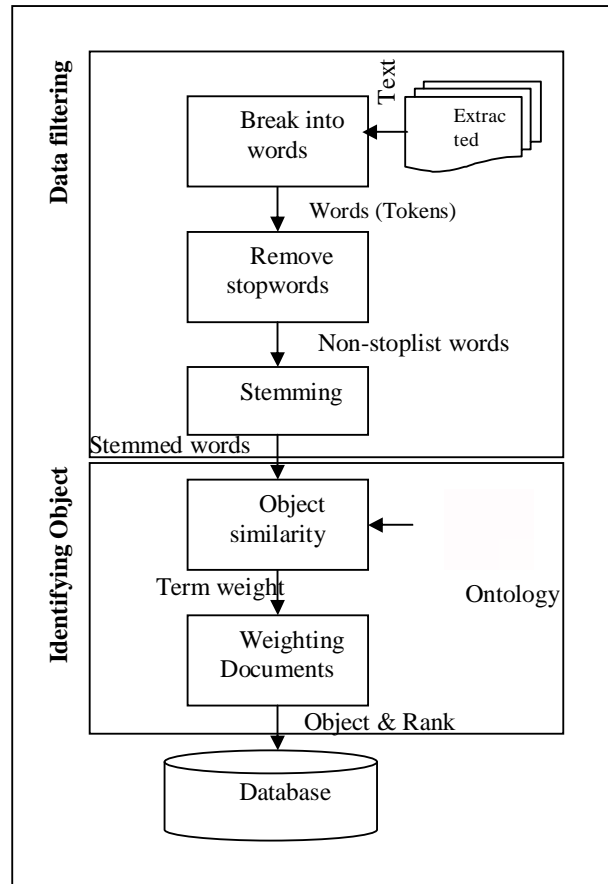 Data filtering
Text
Extrac
ted
Break into
words
Words (Tokens)
Remove
stopwords
Non-stoplist words
Stemming
Stemmed words
Identifying Object
Object
similarity
Ontology
Term weight
Weighting
Documents
Object & Rank
Database